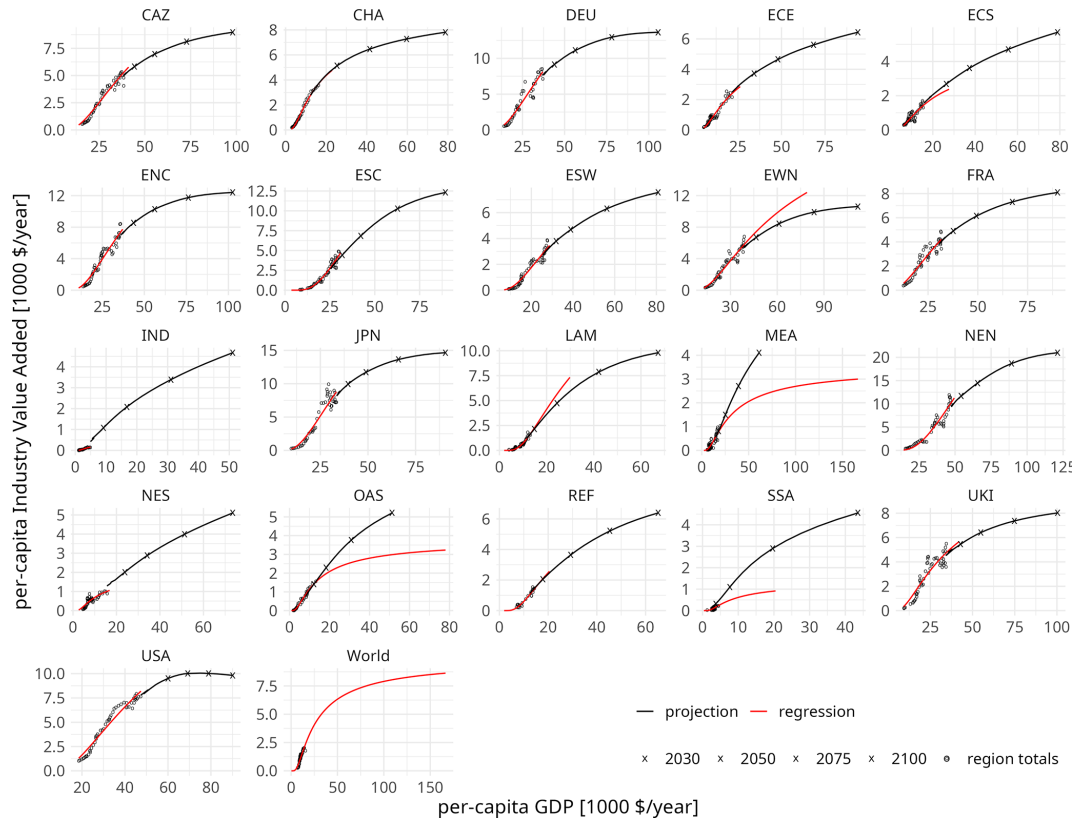 CAZ CHA DEU ECE ECS
7.5 5.0 2.5 0.0
25 50 75 100
8 6 4 2 0
0 20 40 60 80
10 5 0
25 50 75 100
6 4 2 0
25 50 75
4 2 0
20 40 60 80
ENC ESC ESW EWN FRA
12 8 4 0
25 50 75 100
12.5 10.0 7.5 5.0 2.5 0.0
25 50 75
6 4 2 0
20 40 60 80
12 8 4 0
30 60 90
8 6 4 2 0
25 50 75
IND JPN LAM MEA NEN
4 3 2 1 0
0 10 20 30 40 50
15 10 5 0
25 50 75
10.0 7.5 5.0 2.5 0.0
0 20 40 60
4 3 2 1 0
0 50 100 150
20 15 10 5 0
25 50 75 100 125
NES OAS REF SSA UKI
5 4 3 2 1 0
0 20 40 60
5 4 3 2 1 0
0 20 40 60 80
6 4 2 0
0 20 40 60
4 3 2 1 0
0 10 20 30 40
8 6 4 2 0
25 50 75 100
USA World
10.0 7.5 5.0 2.5 0.0
20 40 60 80
7.5 5.0 2.5 0.0
0 50 100 150
per-capita Industry Value Added [1000 $/year]
per-capita GDP [1000 $/year]
projection regression
2030 2050 2075 2100 region totals